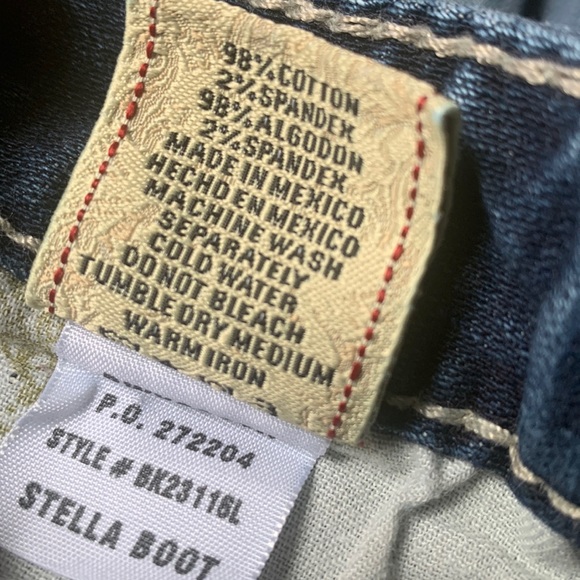 98% COTTON
2% SPANDEX
98% ALGODON
2% SPANDEX
MADE IN MEXICO
HECHO EN MEXICO
MACHINE WASH
SEPARATELY
COLD WATER
DO NOT BLEACH
TUMBLE DRY MEDIUM
WARM IRON
P.O. 272204
STYLE # BK23116L
STELLA BOOT